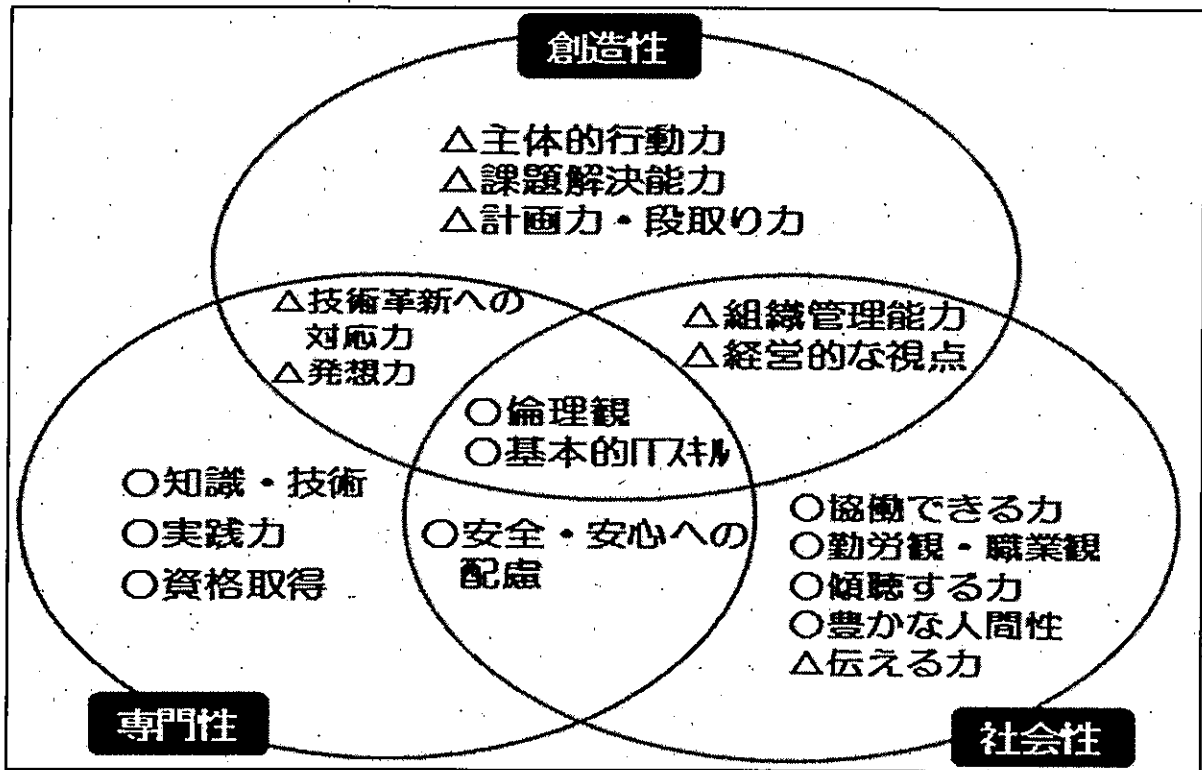 創造性
△主体的行動力
△課題解決能力
△計画力・段取り力
△技術革新への
対応力
△発想力
△組織管理能力
△経営的な視点
○倫理観
○基本的ITスキル
○知識・技術
○実践力
○資格取得
○安全・安心への
配慮
○協働できる力
○勤労観・職業観
○傾聴する力
○豊かな人間性
△伝える力
専門性
社会性